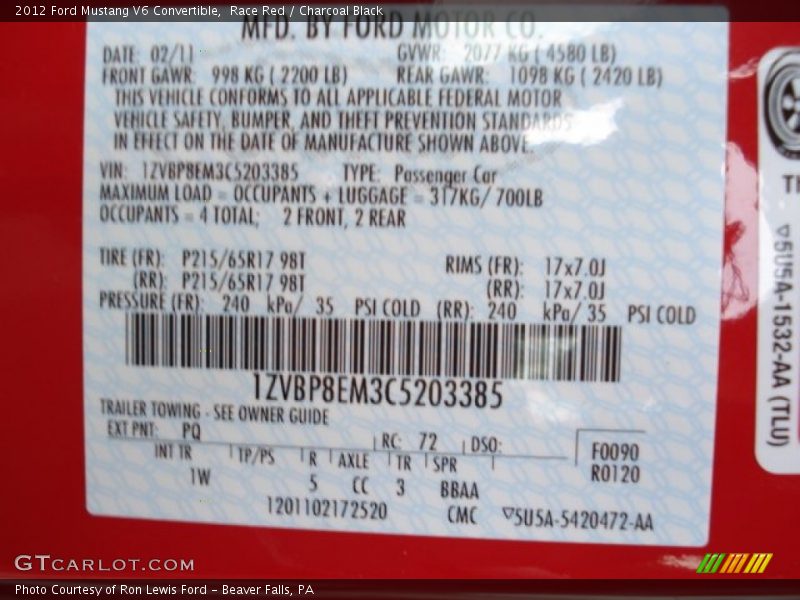 2012 Ford Mustang V6 Convertible,  Race Red / Charcoal Black
MFD. BY FORD MOTOR CO.
DATE: 02/11 GVWR: 2077 KG ( 4580 LB)
FRONT GAWR: 998 KG ( 2200 LB) REAR GAWR: 1098 KG ( 2420 LB)
THIS VEHICLE CONFORMS TO ALL APPLICABLE FEDERAL MOTOR
VEHICLE SAFETY, BUMPER, AND THEFT PREVENTION STANDARDS
IN EFFECT ON THE DATE OF MANUFACTURE SHOWN ABOVE.
VIN: 1ZVBP8EM3C5203385 TYPE: Passenger Car
MAXIMUM LOAD = OCCUPANTS + LUGGAGE = 317KG/ 700LB
OCCUPANTS = 4 TOTAL; 2 FRONT, 2 REAR
TIRE (FR): P215/65R17 98T RIMS (FR): 17x7.0J
(RR): P215/65R17 98T (RR): 17x7.0J
PRESSURE (FR): 240 kPa/ 35 PSI COLD (RR): 240 kPa/ 35 PSI COLD
1ZVBP8EM3C5203385
TRAILER TOWING - SEE OWNER GUIDE
EXT PNT: PQ RC: 72 DSO: F0090
INT TR TP/PS R AXLE TR SPR R0120
1W 5 CC 3 BBAA
1201102172520 CMC ▽5U5A-5420472-AA
▽5U5A-1532-AA (TLU)
GTCARLOT.COM
Photo Courtesy of Ron Lewis Ford - Beaver Falls, PA